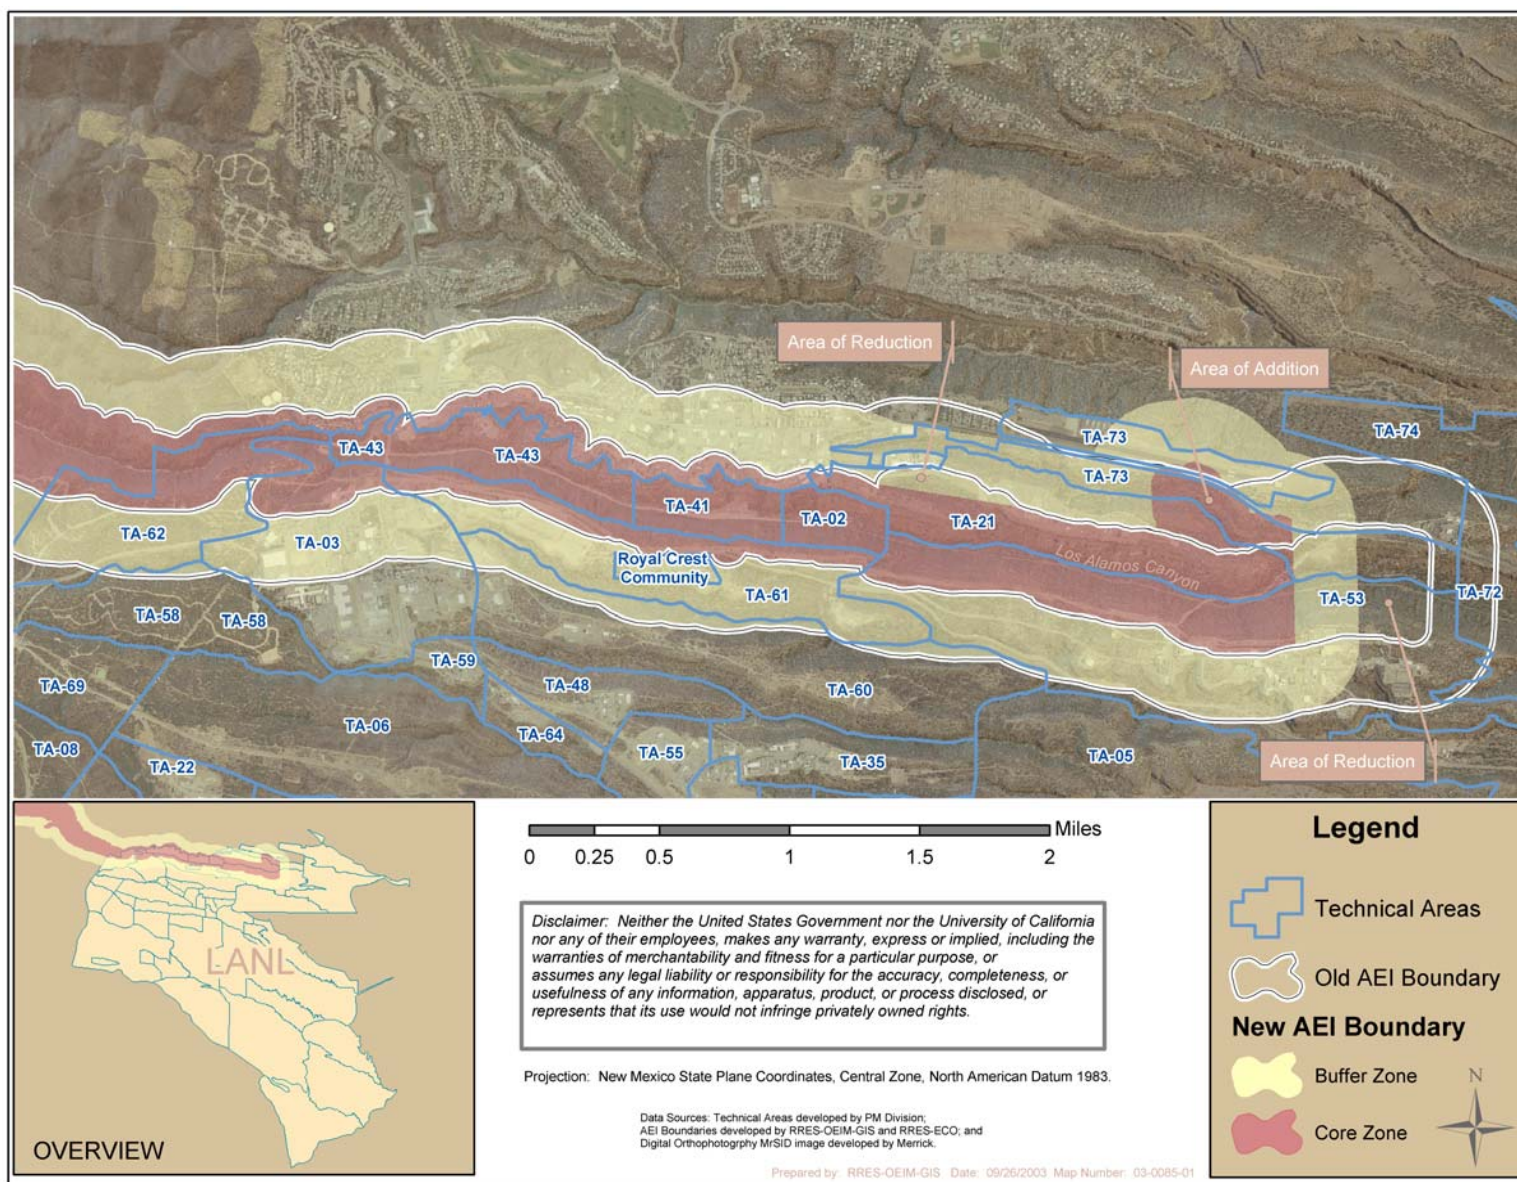 Area of Reduction
Area of Addition
TA-43
TA-43
TA-73
TA-74
TA-73
TA-41
TA-02
TA-21
TA-62
TA-03
Royal Crest
Community
Los Alamos Canyon
TA-61
TA-53
TA-72
TA-58
TA-58
TA-59
TA-48
TA-60
TA-69
TA-06
TA-64
TA-08
TA-22
TA-55
TA-35
TA-05
Area of Reduction
LANL
OVERVIEW
Miles
0 0.25 0.5 1 1.5 2
Disclaimer: Neither the United States Government nor the University of California
nor any of their employees, makes any warranty, express or implied, including the
warranties of merchantability and fitness for a particular purpose, or
assumes any legal liability or responsibility for the accuracy, completeness, or
usefulness of any information, apparatus, product, or process disclosed, or
represents that its use would not infringe privately owned rights.
Projection: New Mexico State Plane Coordinates, Central Zone, North American Datum 1983.
Data Sources: Technical Areas developed by PM Division;
AEI Boundaries developed by RRES-OEIM-GIS and RRES-ECO; and
Digital Orthophotogrphy MrSID image developed by Merrick.
Prepared by: RRES-OEIM-GIS Date: 09/26/2003 Map Number: 03-0085-01
Legend
Technical Areas
Old AEI Boundary
New AEI Boundary
Buffer Zone
Core Zone
N